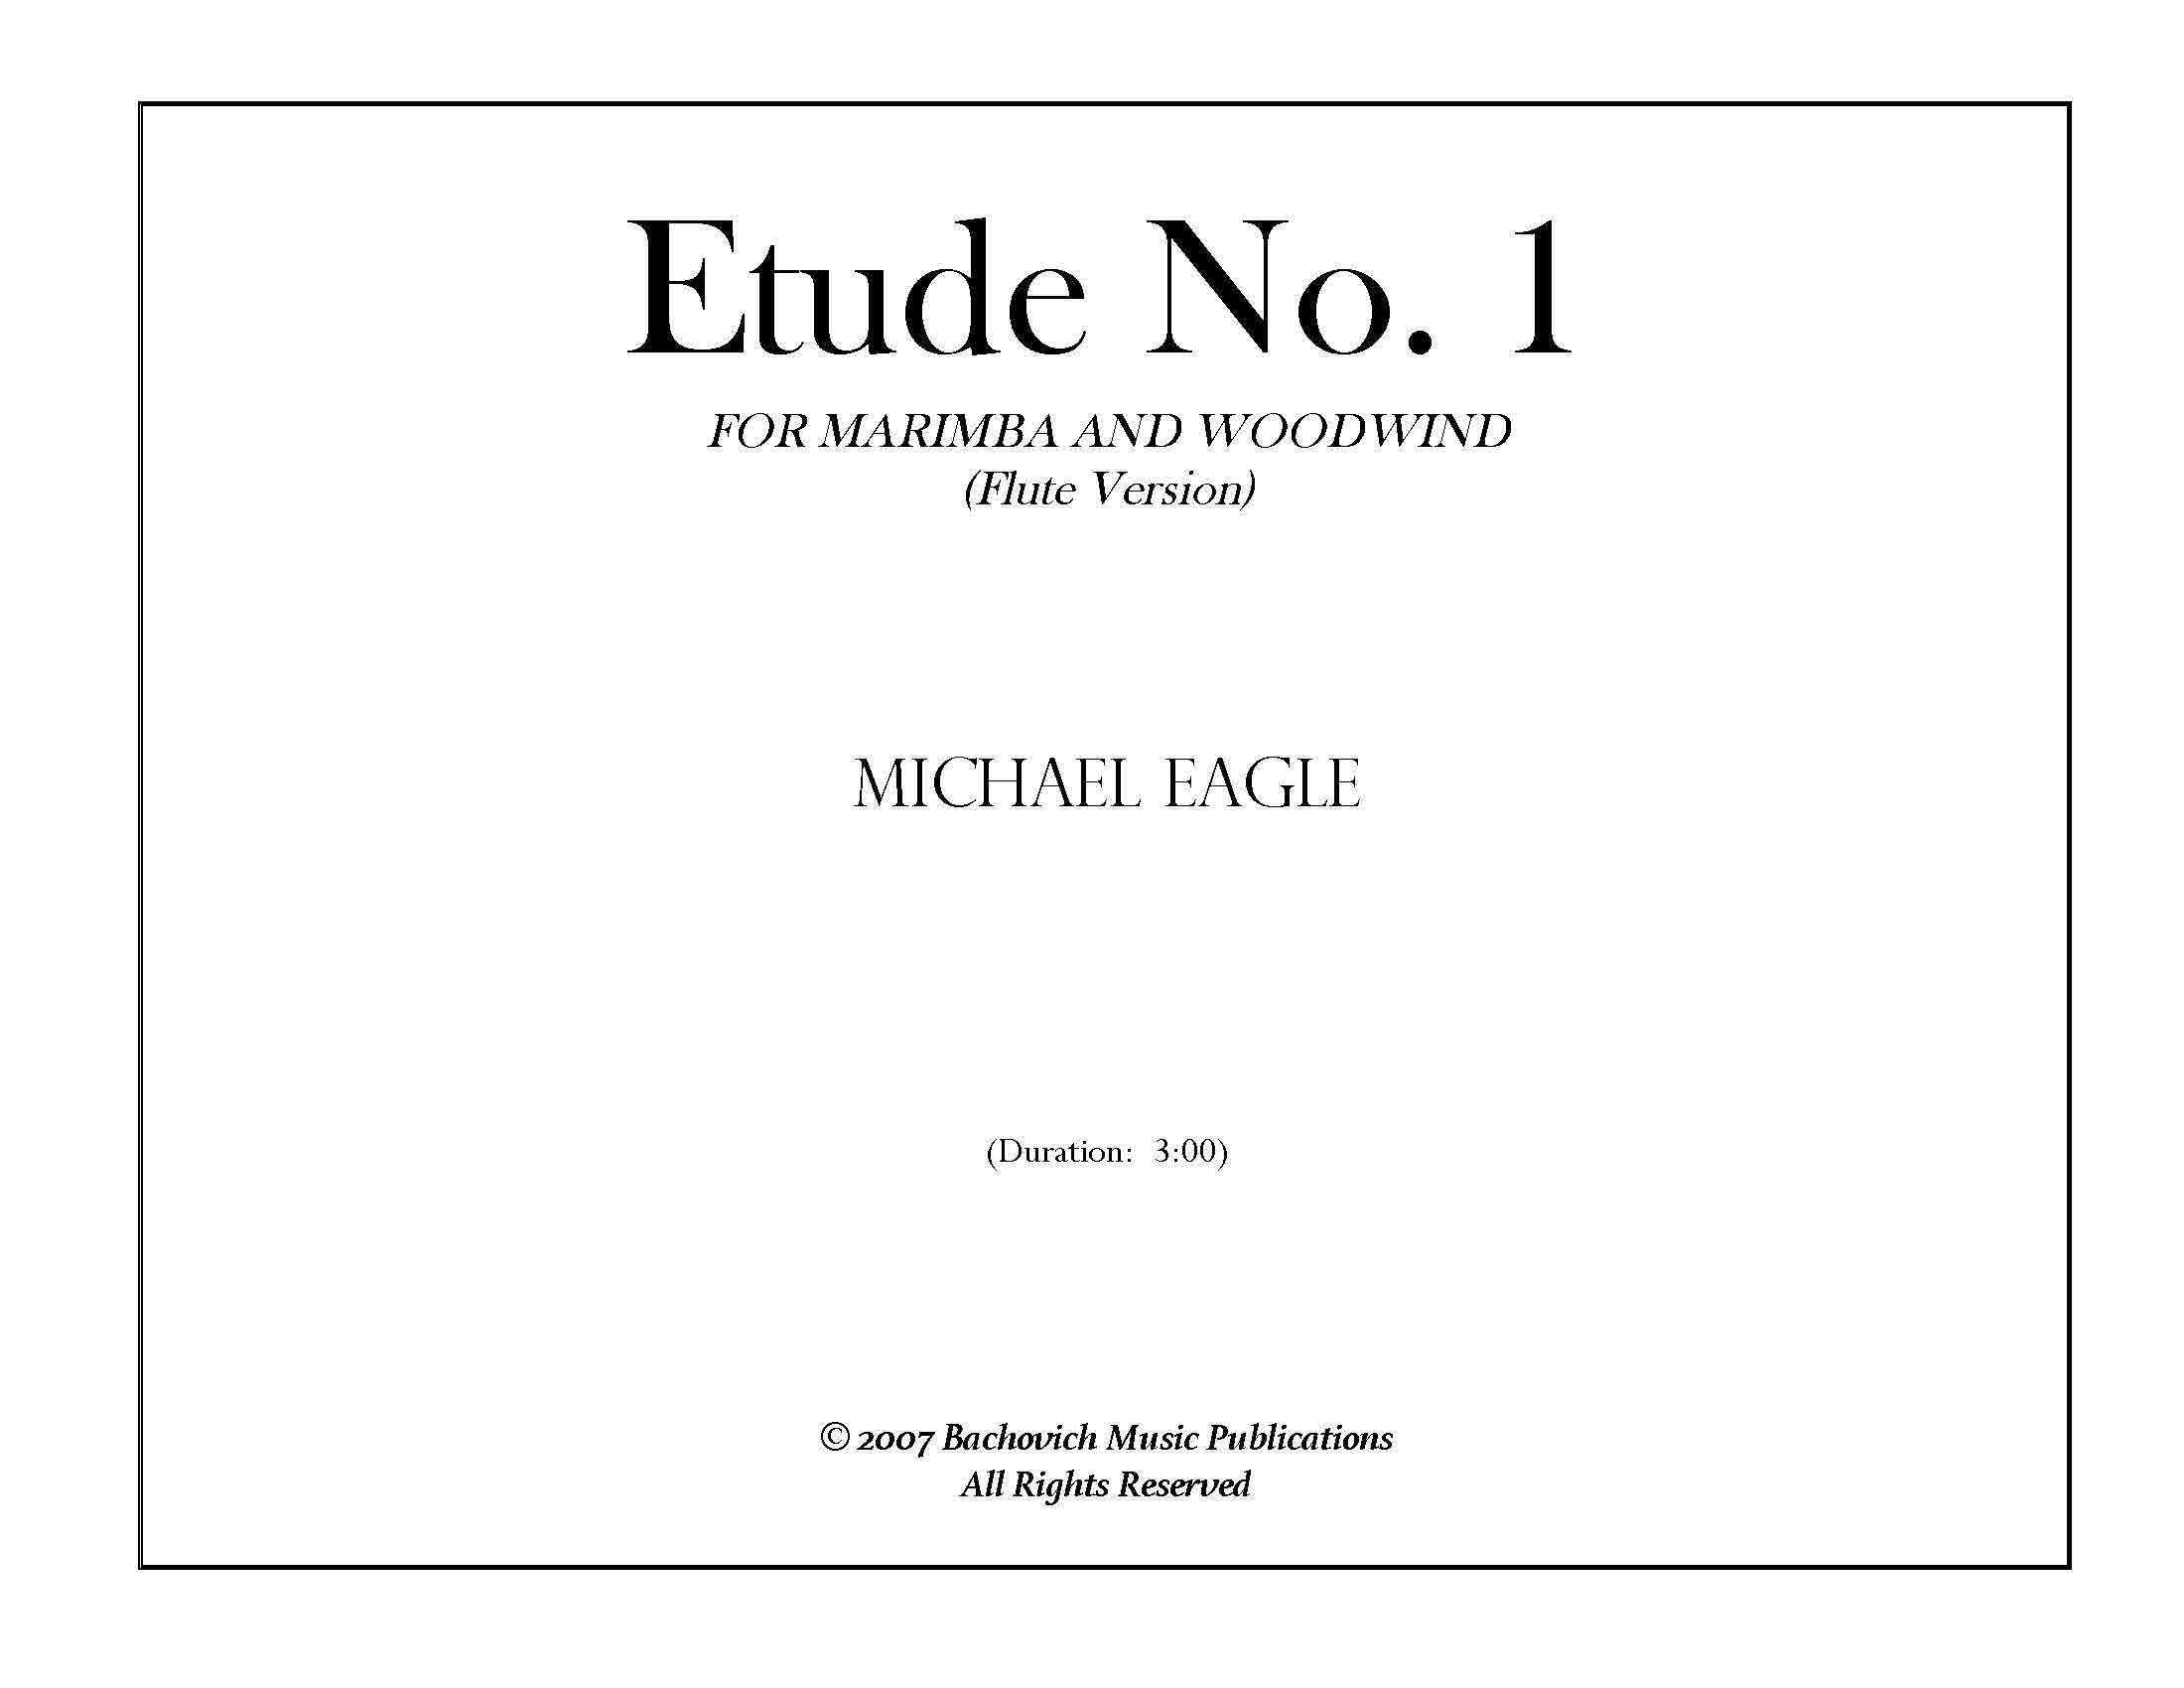 Etude No. 1
FOR MARIMBA AND WOODWIND
(Flute Version)
MICHAEL EAGLE
(Duration: 3:00)
© 2007 Bachovich Music Publications
All Rights Reserved